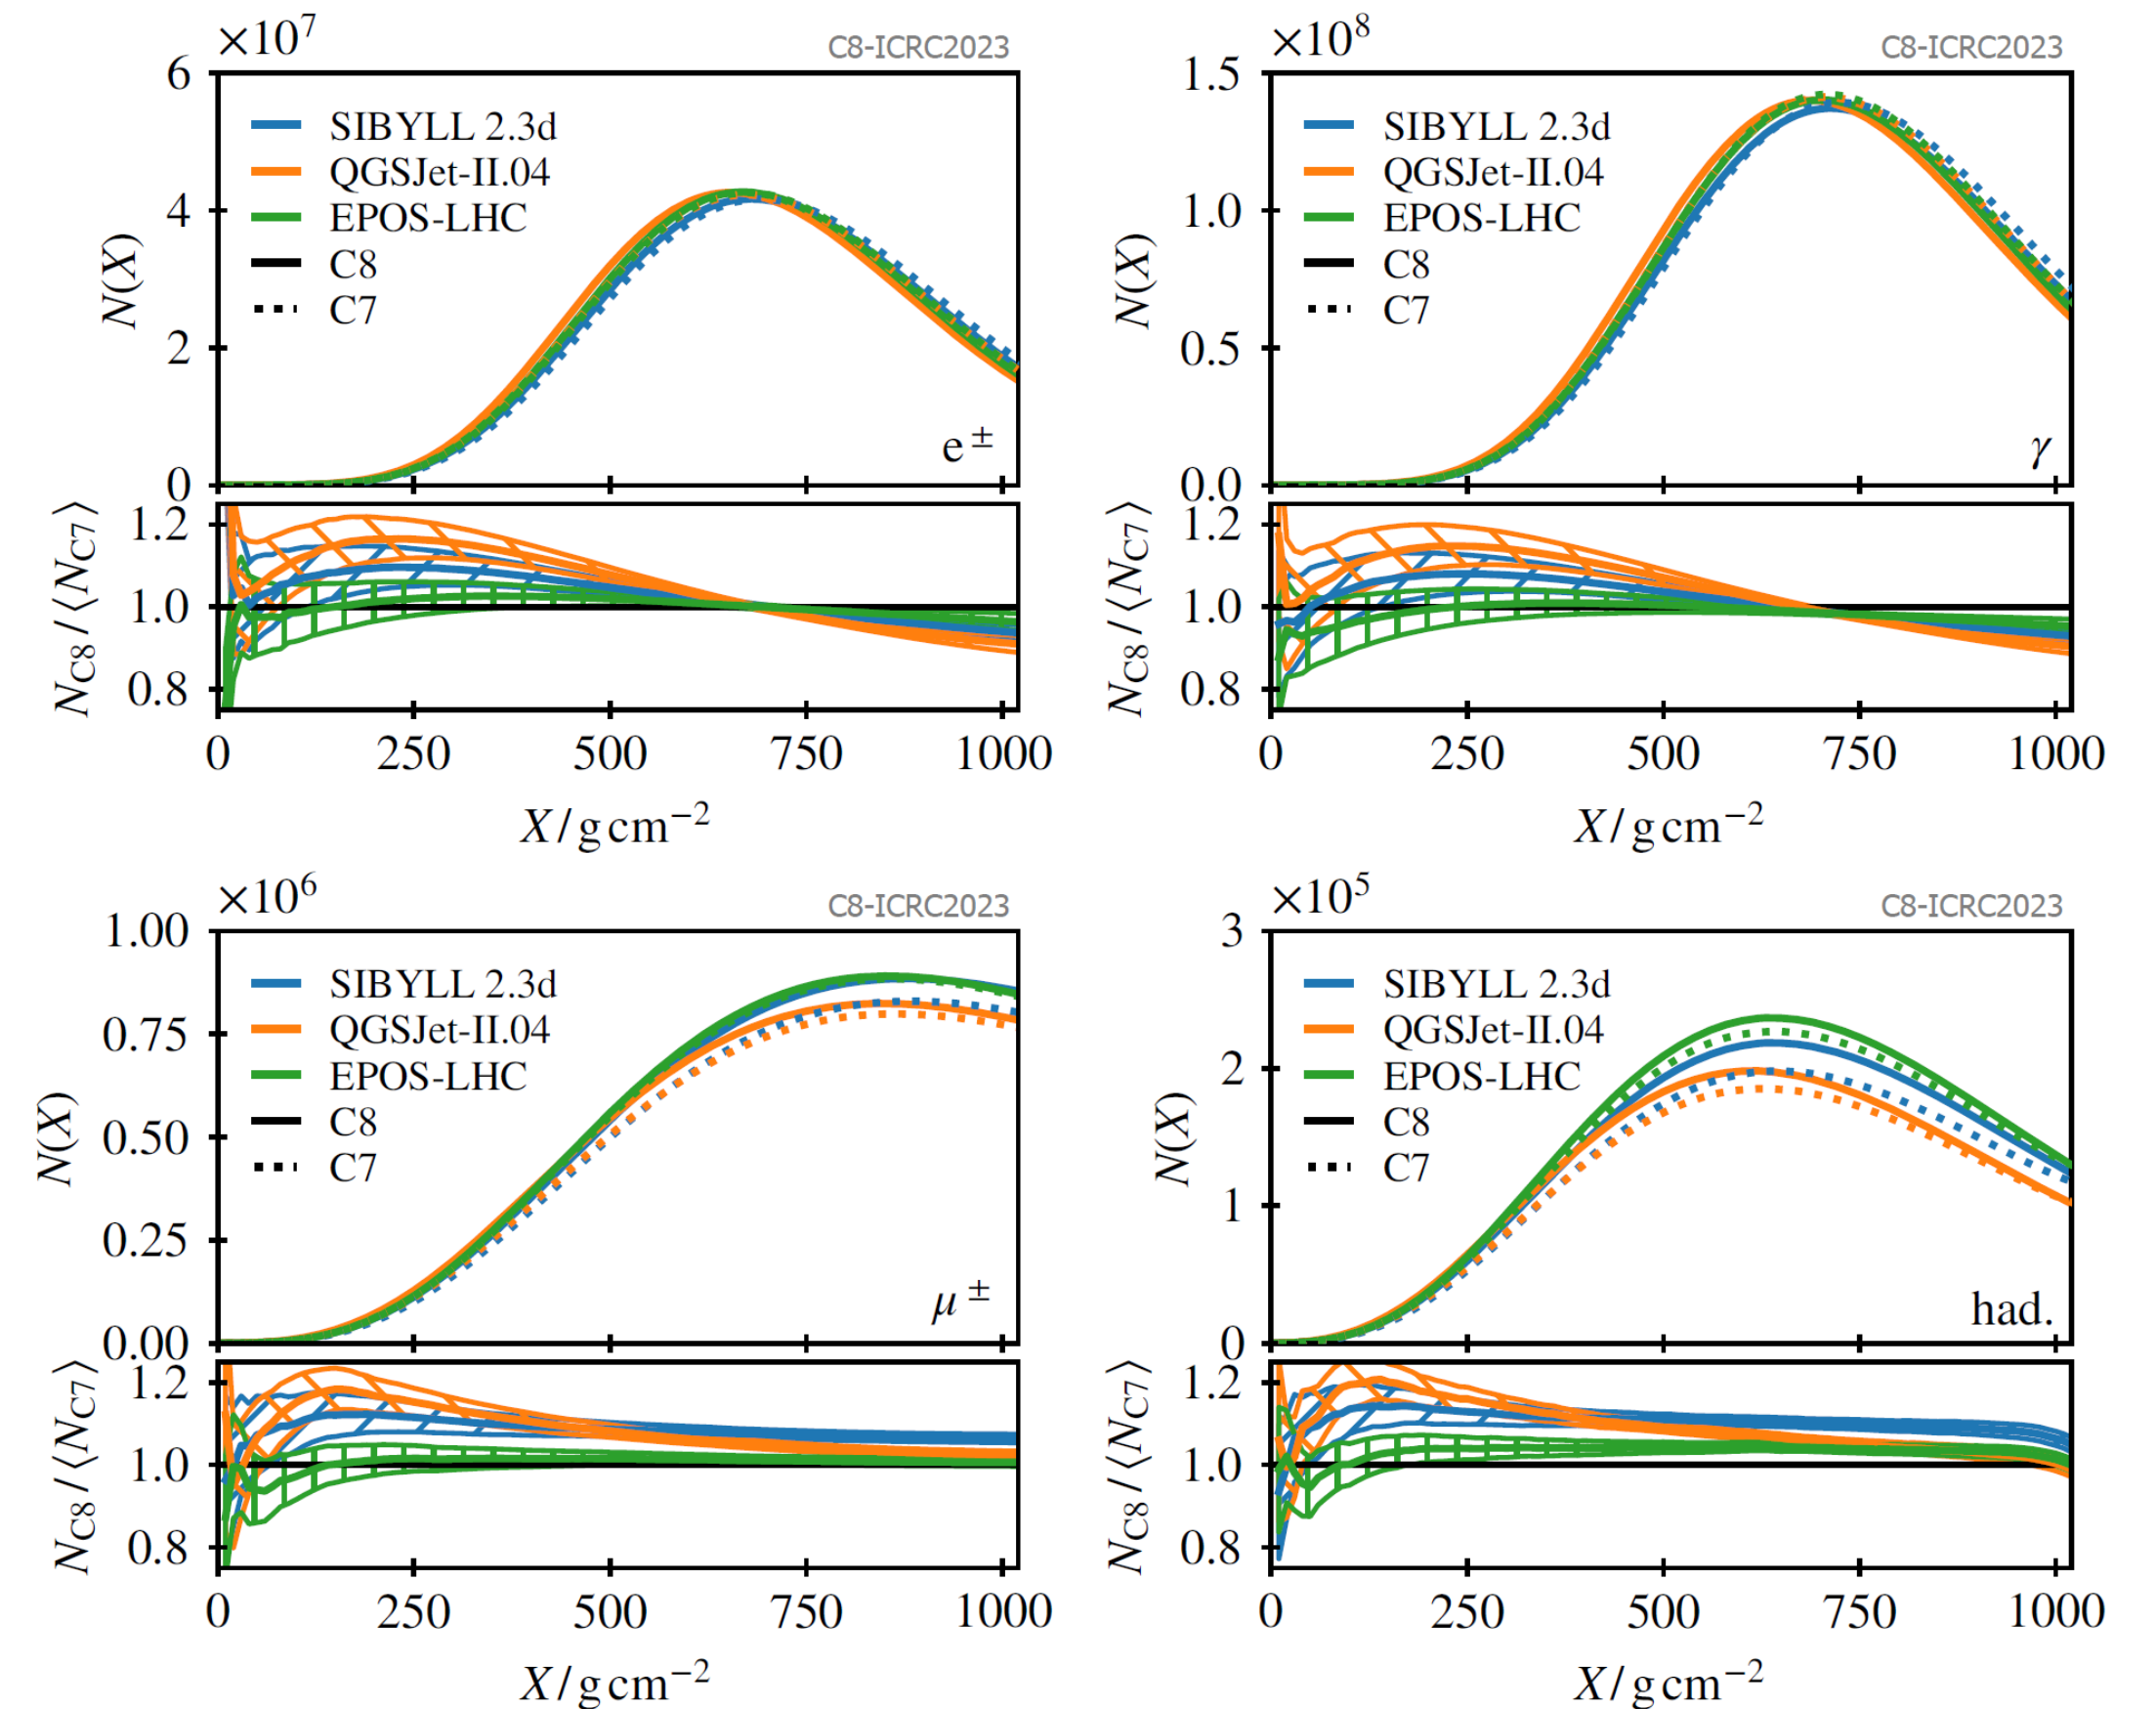 ×10⁷ C8-ICRC2023
6
4
2
0
N(X)
SIBYLL 2.3d
QGSJet-II.04
EPOS-LHC
C8
C7
e±
1.2
1.0
0.8
N_C8 / ⟨N_C7⟩
0 250 500 750 1000
X / g cm⁻²
×10⁸ C8-ICRC2023
1.5
1.0
0.5
0.0
N(X)
SIBYLL 2.3d
QGSJet-II.04
EPOS-LHC
C8
C7
γ
1.2
1.0
0.8
N_C8 / ⟨N_C7⟩
0 250 500 750 1000
X / g cm⁻²
×10⁶ C8-ICRC2023
1.00
0.75
0.50
0.25
0.00
N(X)
SIBYLL 2.3d
QGSJet-II.04
EPOS-LHC
C8
C7
μ±
1.2
1.0
0.8
N_C8 / ⟨N_C7⟩
0 250 500 750 1000
X / g cm⁻²
×10⁵ C8-ICRC2023
3
2
1
0
N(X)
SIBYLL 2.3d
QGSJet-II.04
EPOS-LHC
C8
C7
had.
1.2
1.0
0.8
N_C8 / ⟨N_C7⟩
0 250 500 750 1000
X / g cm⁻²